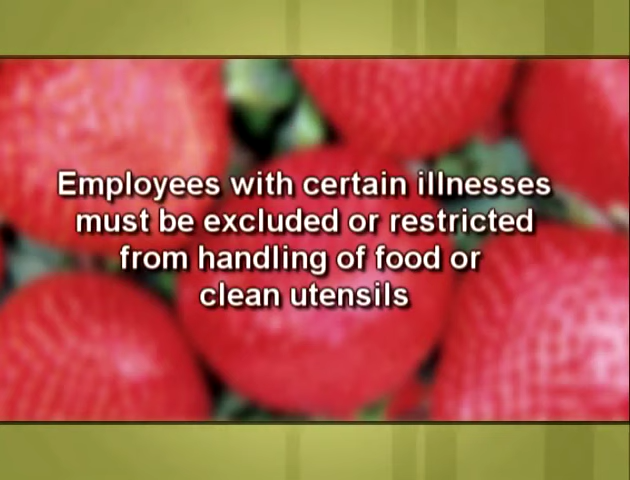 Employees with certain illnesses
must be excluded or restricted
from handling of food or
clean utensils